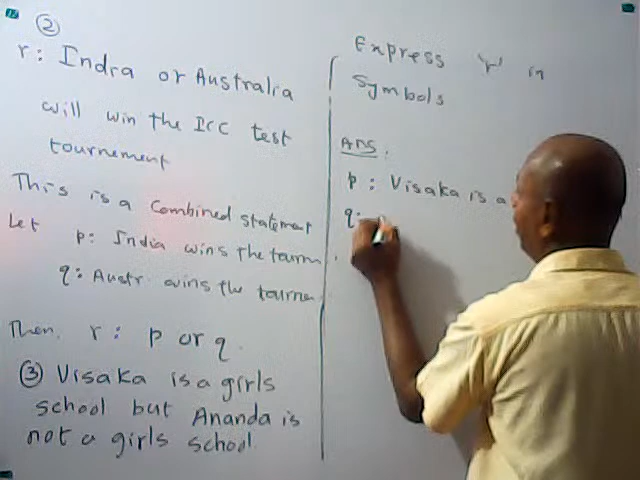 ②
r : India or Australia
will win the ICC test
tournement
This is a Combined statement
Let p : India wins the tourn
q : Austr. wins the tourne
Then, r : p or q.
③ Visaka is a girls
school but Ananda is
not a girls school
Express 'r' in
Symbols
Ans :
p : Visaka is a
q :